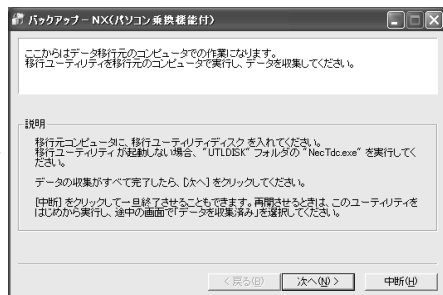 バックアップ-NX(パソコン乗換機能付)
ここからはデータ移行元のコンピュータでの作業になります。
移行ユーティリティを移行元のコンピュータで実行し、データを収集してください。
説明
移行元コンピュータに、移行ユーティリティディスク を入れてください。
移行ユーティリティ が起動しない場合、"UTLDISK" フォルダの "NecTdc.exe" を実行してく
ださい。
データの収集がすべて完了したら、[次へ] をクリックしてください。
[中断] をクリックして一旦終了させることもできます。再開させるときは、このユーティリティを
はじめから実行し、途中の画面で「データを収集済み」を選択してください。
< 戻る(B) 次へ(N) > 中断(H)